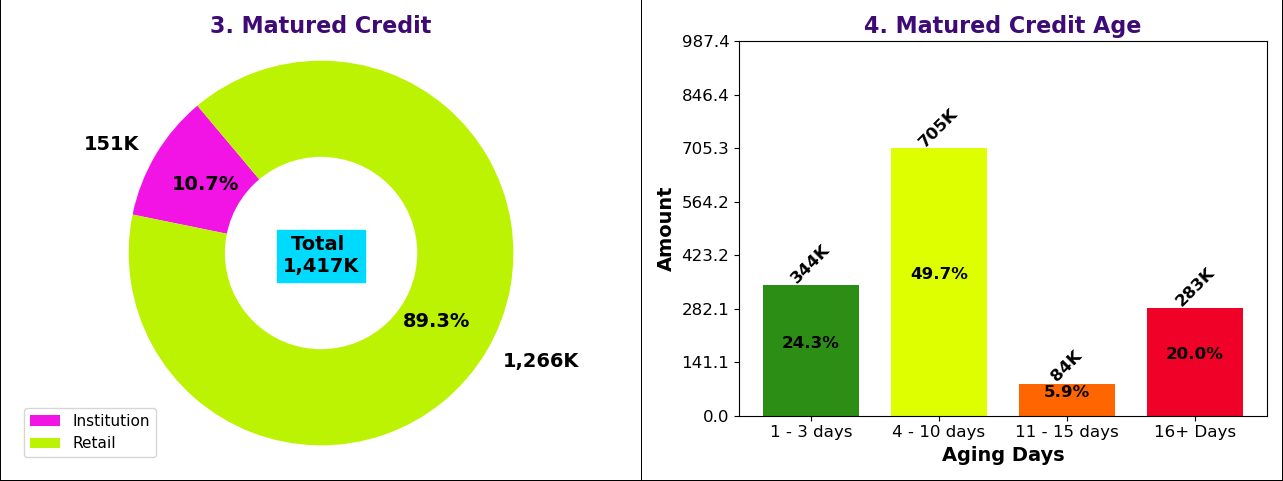 3. Matured Credit
151K
10.7%
Total
1,417K
89.3%
1,266K
Institution
Retail
4. Matured Credit Age
987.4
846.4
705.3
564.2
423.2
282.1
141.1
0.0
Amount
344K
705K
84K
283K
24.3%
49.7%
5.9%
20.0%
1 - 3 days
4 - 10 days
11 - 15 days
16+ Days
Aging Days